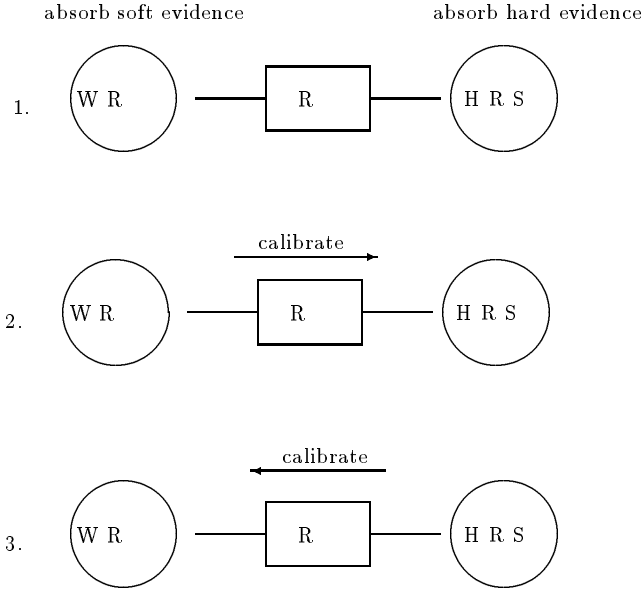 absorb soft evidence absorb hard evidence
1. W R R H R S
calibrate
2. W R R H R S
calibrate
3. W R R H R S